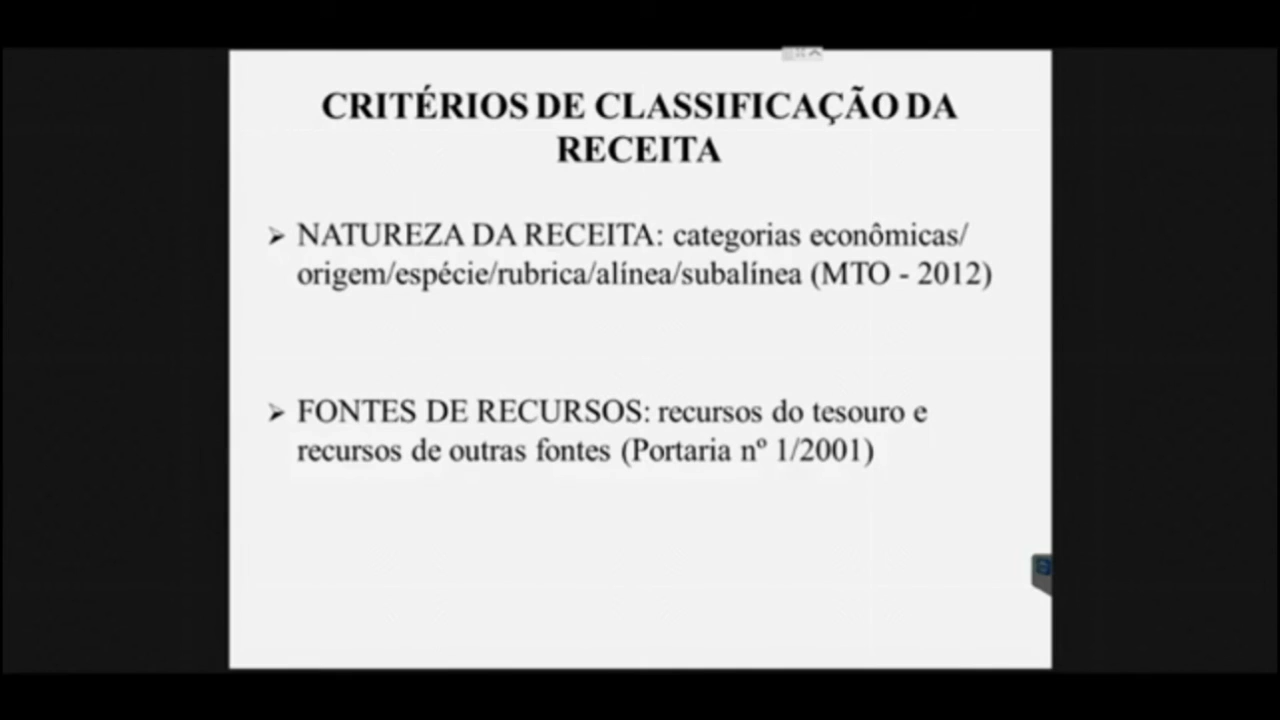 CRITÉRIOS DE CLASSIFICAÇÃO DA
RECEITA
➢ NATUREZA DA RECEITA: categorias econômicas/
origem/espécie/rubrica/alínea/subalínea (MTO - 2012)
➢ FONTES DE RECURSOS: recursos do tesouro e
recursos de outras fontes (Portaria nº 1/2001)